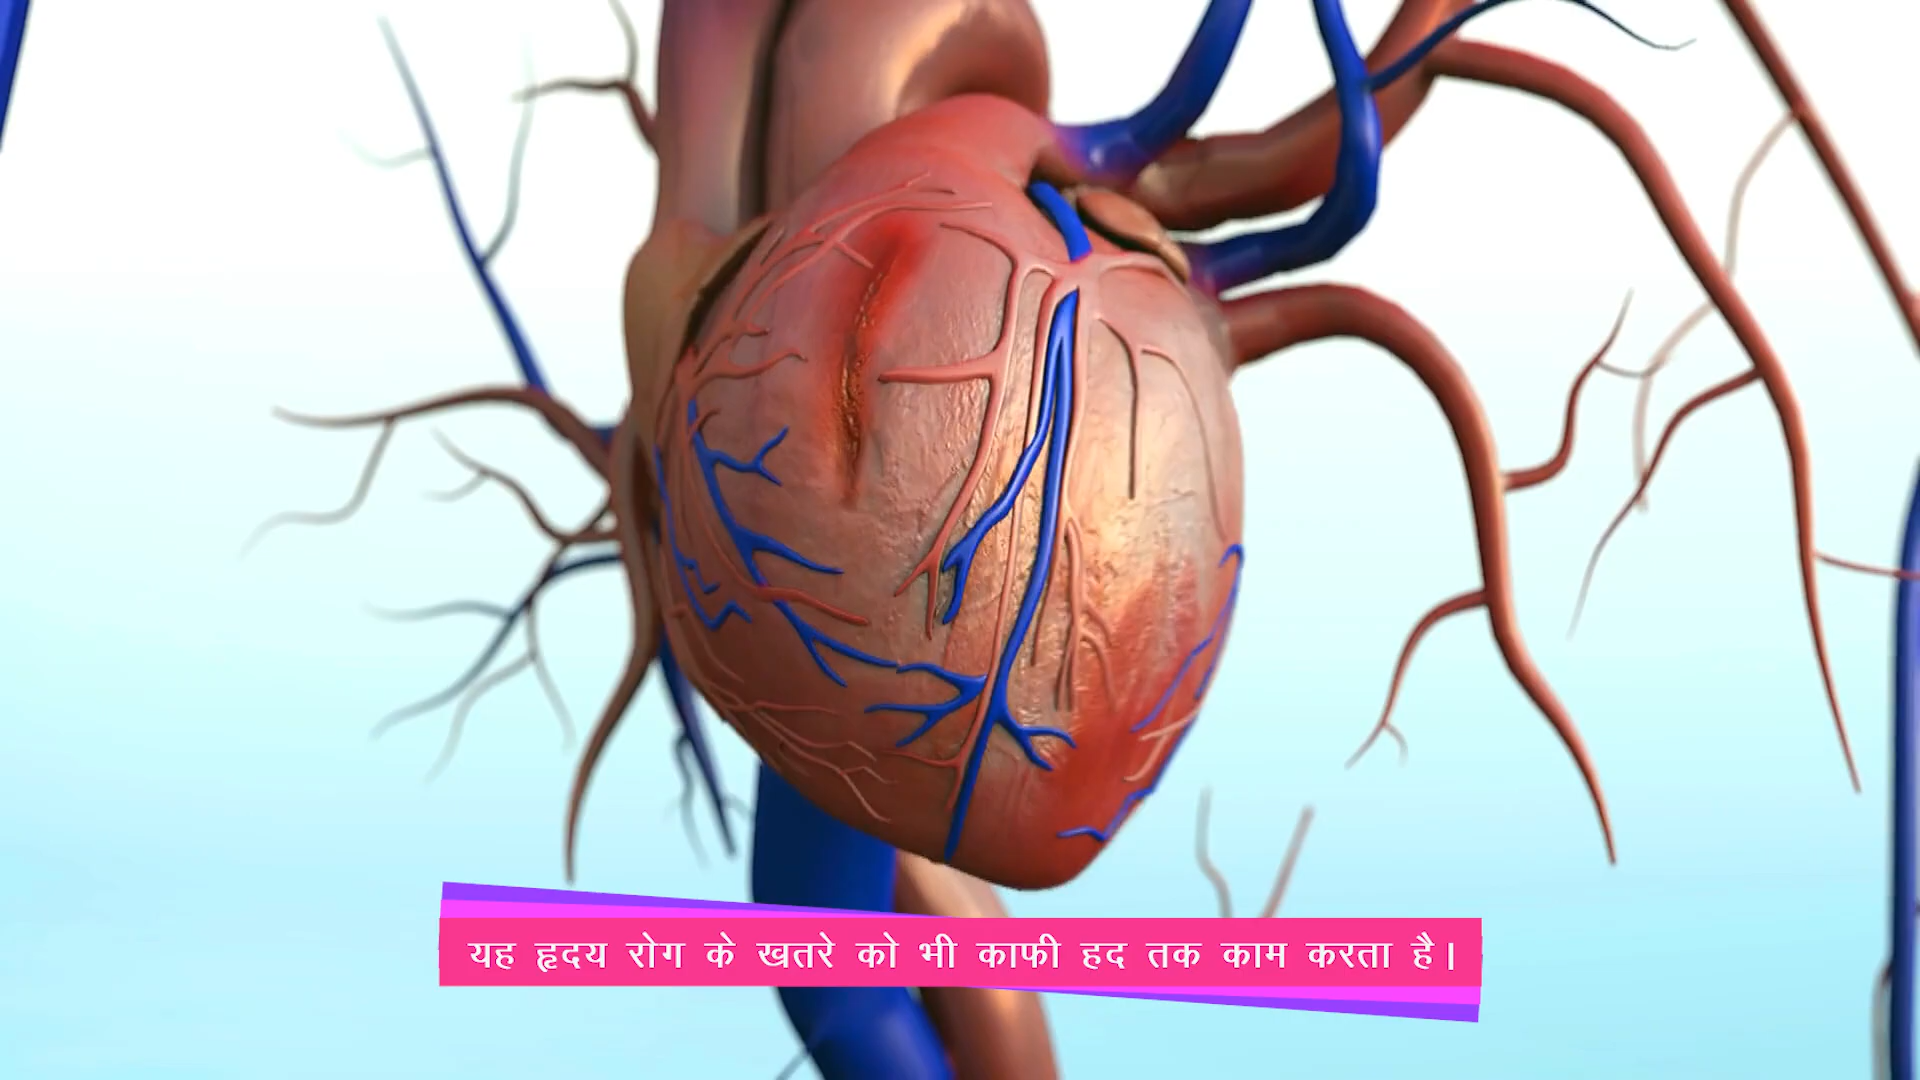 यह हृदय रोग के खतरे को भी काफी हद तक काम करता है।